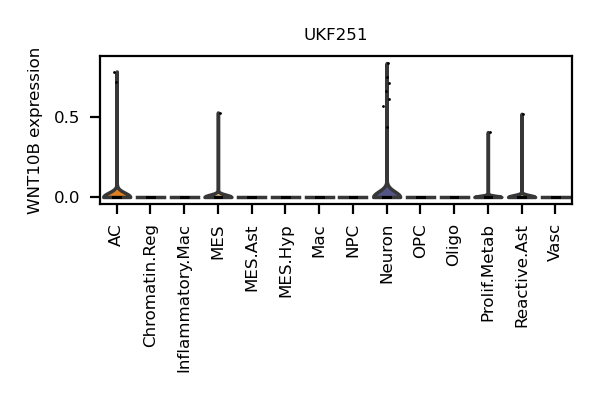 UKF251
WNT10B expression
0.5
0.0
AC
Chromatin.Reg
Inflammatory.Mac
MES
MES.Ast
MES.Hyp
Mac
NPC
Neuron
OPC
Oligo
Prolif.Metab
Reactive.Ast
Vasc